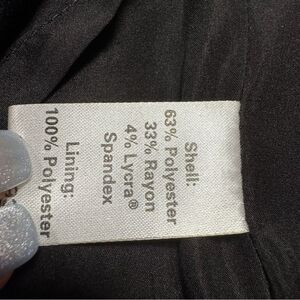 Shell:
63% Polyester
33% Rayon
4% Lycra®
Spandex
Lining:
100% Polyester